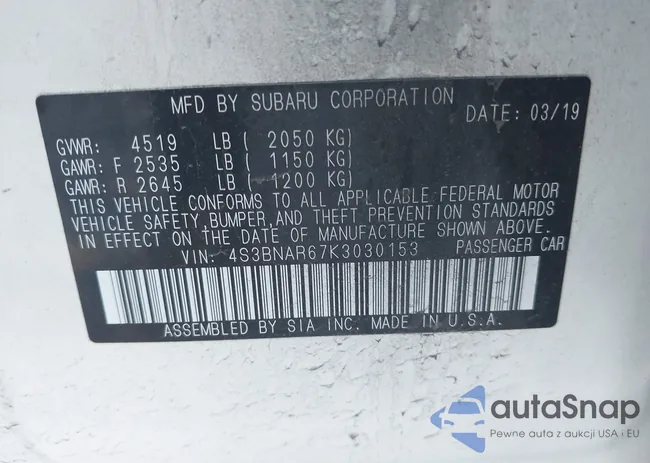 MFD BY SUBARU CORPORATION DATE: 03/19
GVWR: 4519 LB ( 2050 KG)
GAWR: F 2535 LB ( 1150 KG)
GAWR: R 2645 LB ( 1200 KG)
THIS VEHICLE CONFORMS TO ALL APPLICABLE FEDERAL MOTOR
VEHICLE SAFETY, BUMPER, AND THEFT PREVENTION STANDARDS
IN EFFECT ON THE DATE OF MANUFACTURE SHOWN ABOVE.
VIN: 4S3BNAR67K3030153 PASSENGER CAR
ASSEMBLED BY SIA INC. MADE IN U.S.A.
autaSnap
Pewne auta z aukcji USA i EU